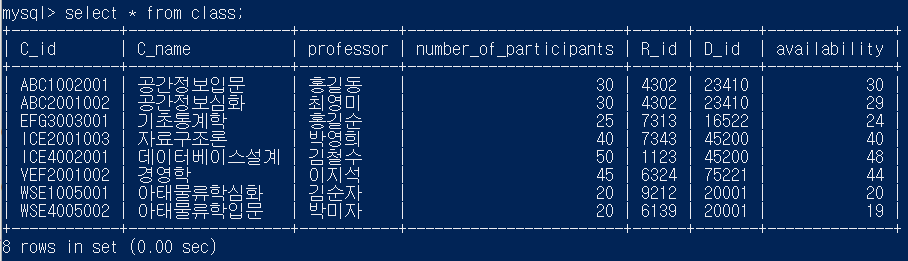 mysql> select * from class;
+------------+--------------------+-----------+------------------------+------+-------+--------------+
| C_id | C_name | professor | number_of_participants | R_id | D_id | availability |
+------------+--------------------+-----------+------------------------+------+-------+--------------+
| ABC1002001 | 공간정보입문 | 홍길동 | 30 | 4302 | 23410 | 30 |
| ABC2001002 | 공간정보심화 | 최영미 | 30 | 4302 | 23410 | 29 |
| EFG3003001 | 기초통계학 | 홍길순 | 25 | 7313 | 16522 | 24 |
| ICE2001003 | 자료구조론 | 박영희 | 40 | 7343 | 45200 | 40 |
| ICE4002001 | 데이터베이스설계 | 김철수 | 50 | 1123 | 45200 | 48 |
| VEF2001002 | 경영학 | 이지석 | 45 | 6324 | 75221 | 44 |
| WSE1005001 | 아태물류학심화 | 김순자 | 20 | 9212 | 20001 | 20 |
| WSE4005002 | 아태물류학입문 | 박미자 | 20 | 6139 | 20001 | 19 |
+------------+--------------------+-----------+------------------------+------+-------+--------------+
8 rows in set (0.00 sec)